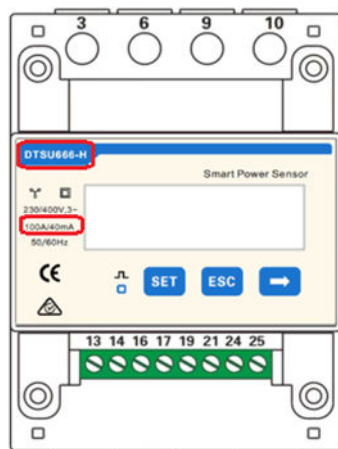 3 6 9 10
DTSU666-H
Smart Power Sensor
230/400V,3~
100A/40mA
50/60Hz
CE
SET ESC
13 14 16 17 19 21 24 25